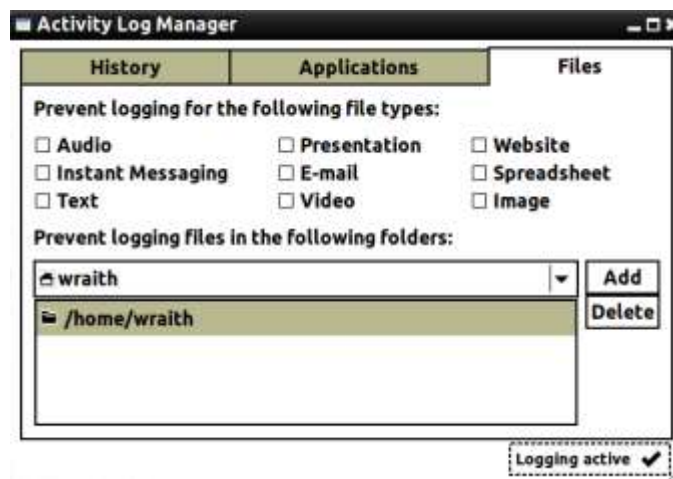 Activity Log Manager
History Applications Files
Prevent logging for the following file types:
Audio Presentation Website
Instant Messaging E-mail Spreadsheet
Text Video Image
Prevent logging files in the following folders:
wraith Add
/home/wraith Delete
Logging active